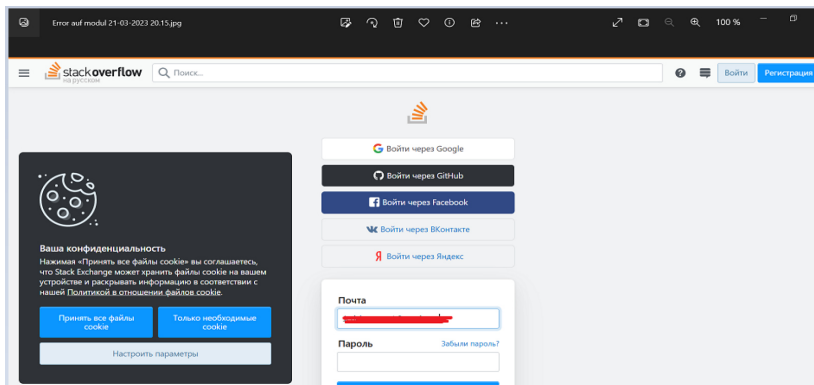 Error auf modul 21-03-2023 20.15.jpg
100 %
stack overflow
на русском
Поиск...
Войти
Регистрация
Войти через Google
Войти через GitHub
Войти через Facebook
Войти через ВКонтакте
Войти через Яндекс
Ваша конфиденциальность
Нажимая «Принять все файлы cookie» вы соглашаетесь,
что Stack Exchange может хранить файлы cookie на вашем
устройстве и раскрывать информацию в соответствии с
нашей Политикой в отношении файлов cookie.
Принять все файлы
cookie
Только необходимые
cookie
Настроить параметры
Почта
Пароль
Забыли пароль?